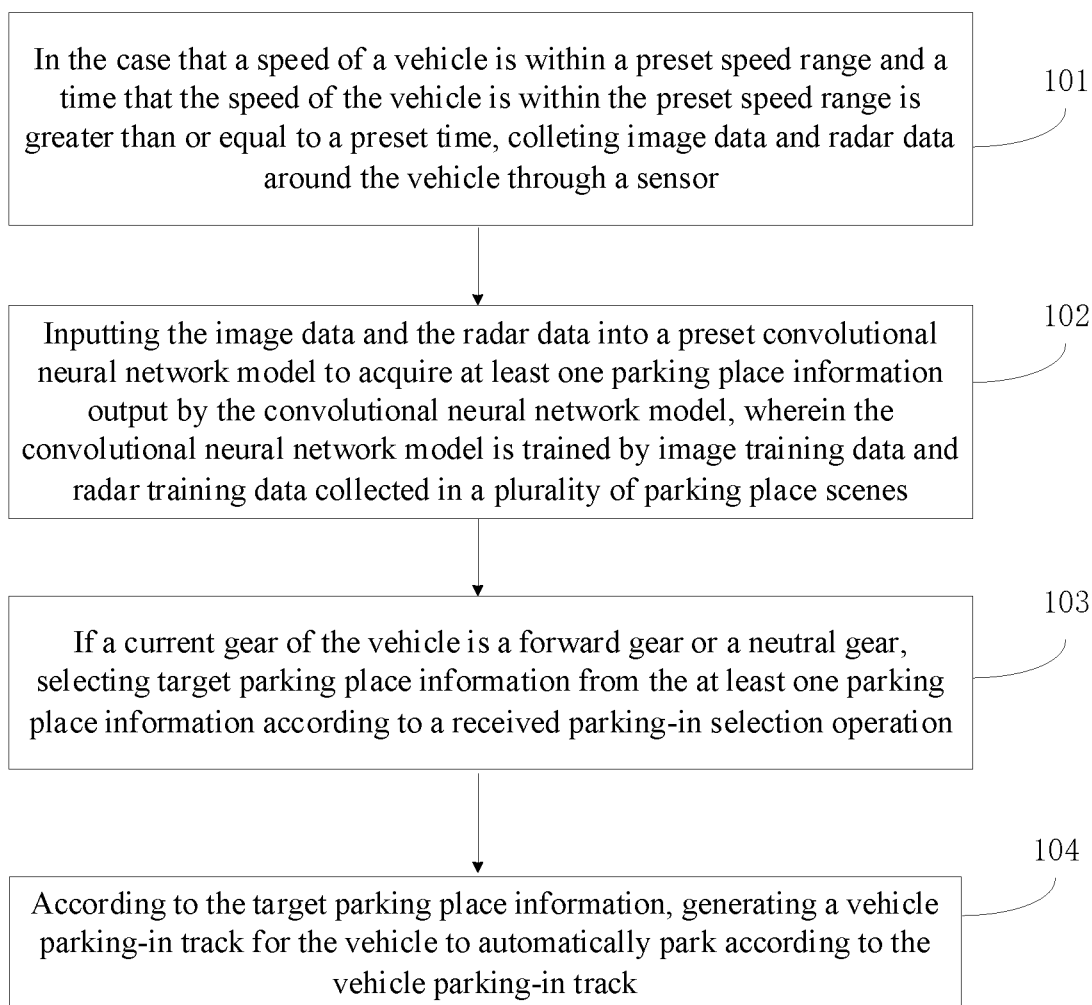 In the case that a speed of a vehicle is within a preset speed range and a
time that the speed of the vehicle is within the preset speed range is
greater than or equal to a preset time, colleting image data and radar data
around the vehicle through a sensor
101
Inputting the image data and the radar data into a preset convolutional
neural network model to acquire at least one parking place information
output by the convolutional neural network model, wherein the
convolutional neural network model is trained by image training data and
radar training data collected in a plurality of parking place scenes
102
If a current gear of the vehicle is a forward gear or a neutral gear,
selecting target parking place information from the at least one parking
place information according to a received parking-in selection operation
103
According to the target parking place information, generating a vehicle
parking-in track for the vehicle to automatically park according to the
vehicle parking-in track
104